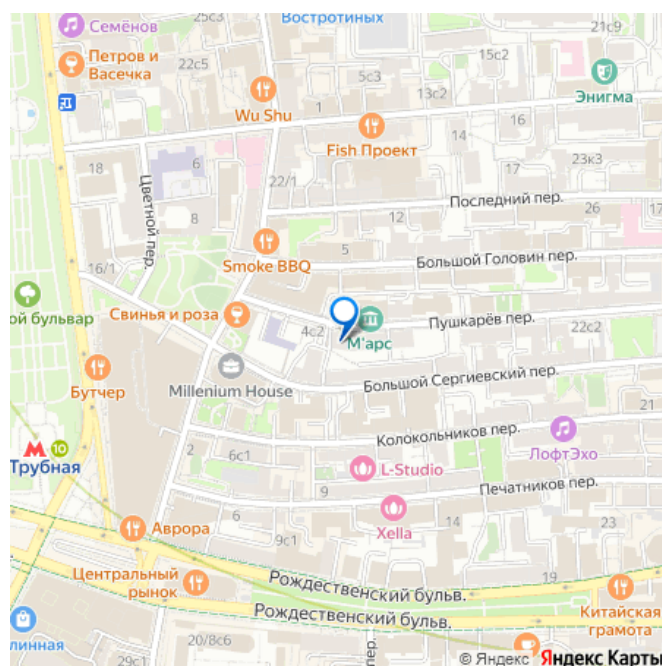 25с3
Востротиных
21с9
Семёнов
Петров и
Васечка
22с5
5с3
15с2
13с2
Энигма
Wu Shu
1
14
Fish Проект
14
17
23к3
18
6
22/1
17
Цветной пер.
8
Последний пер.
12
26
5
Smoke BBQ
Большой Головин пер.
16/1
ой бульвар
Свинья и роза
4с2
М'арс
Пушкарёв пер.
22с2
Бутчер
Millenium House
Большой Сергиевский пер.
Колокольников пер.
21
ЛофтЭхо
М 10
Трубная
2
6с1
L-Studio
9
Печатников пер.
Аврора
6
9с1
Xella
14
23
Центральный
рынок
19
Рождественский бульв.
Рождественский бульв.
Китайская
грамота
линная
20/8с6
29с1
© Яндекс Яндекс Карты